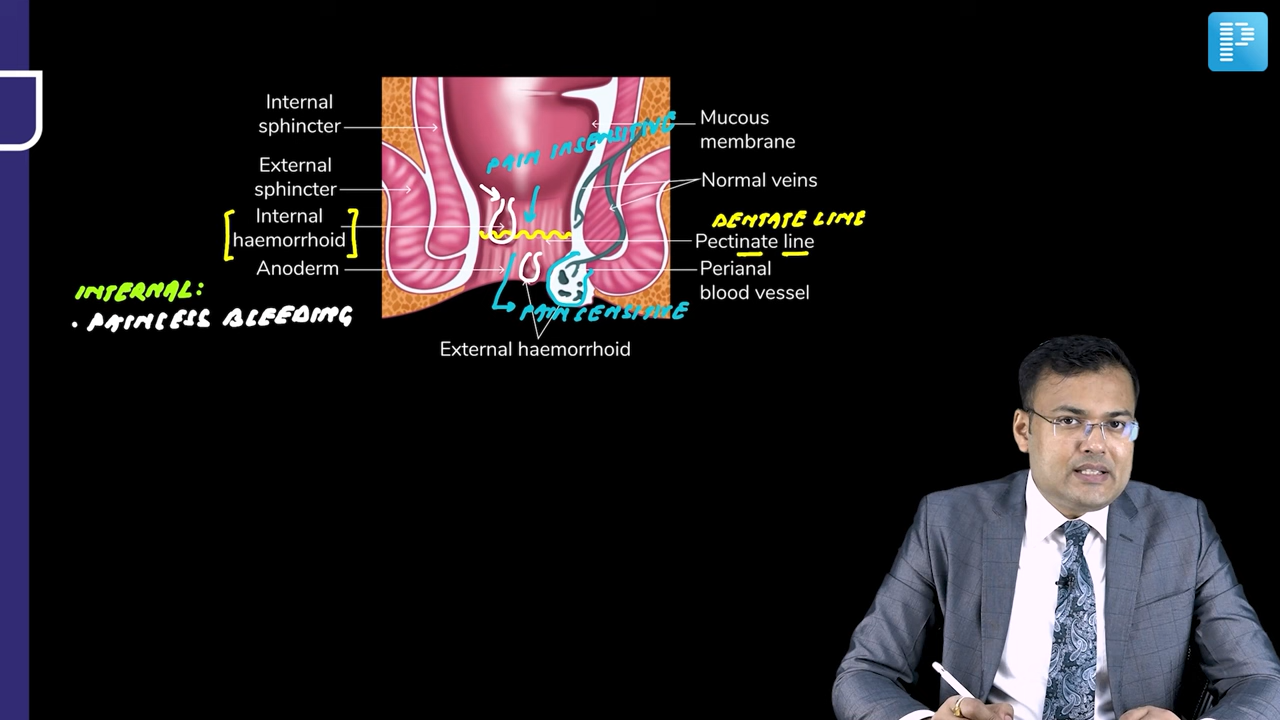 Internal
sphincter
External
sphincter
Internal
haemorrhoid
Anoderm
INTERNAL:
• PAINLESS BLEEDING
PAIN INSENSITIVE
Mucous
membrane
Normal veins
DENTATE LINE
Pectinate line
Perianal
blood vessel
PAIN SENSITIVE
External haemorrhoid
P